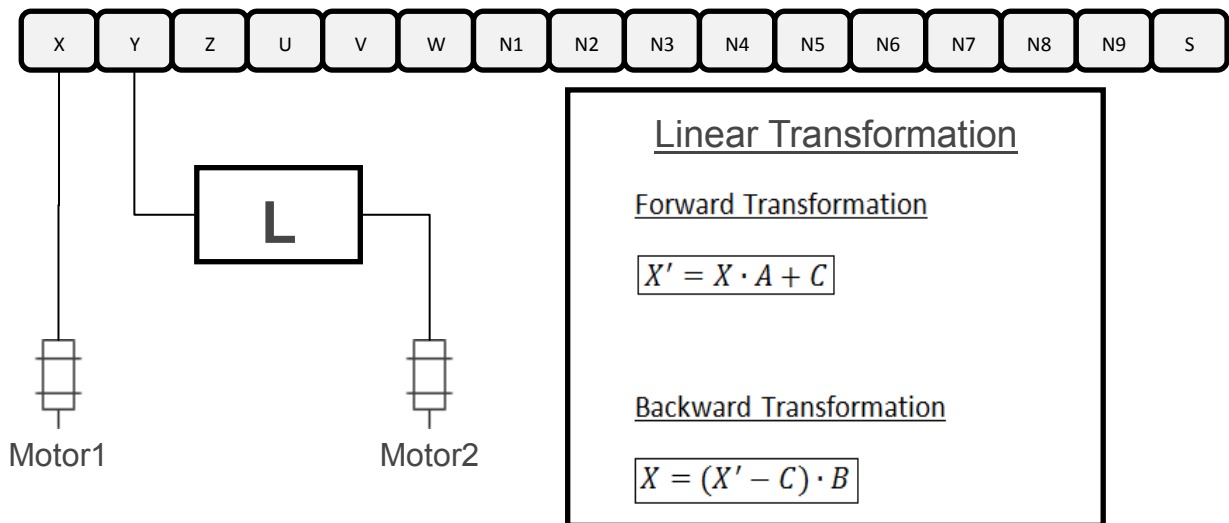 X Y Z U V W N1 N2 N3 N4 N5 N6 N7 N8 N9 S
Linear Transformation
Forward Transformation
X′ = X · A + C
L
Backward Transformation
X = (X′ − C) · B
Motor1
Motor2